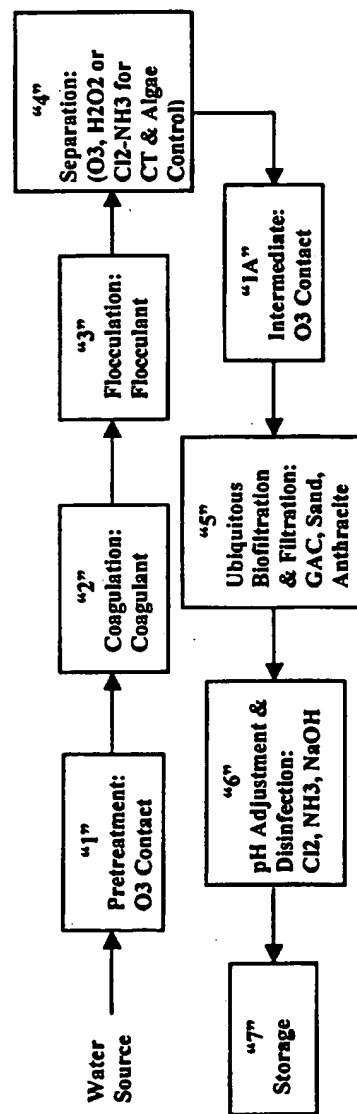 Water
Source
"1"
Pretreatment:
O3 Contact
"2"
Coagulation:
Coagulant
"3"
Flocculation:
Flocculant
"4"
Separation:
(O3, H2O2 or
Cl2-NH3 for
CT & Algae
Control)
"1A"
Intermediate:
O3 Contact
"5"
Ubiquitous
Biofiltration
& Filtration:
GAC, Sand,
Anthracite
"6"
pH Adjustment &
Disinfection:
Cl2, NH3, NaOH
"7"
Storage